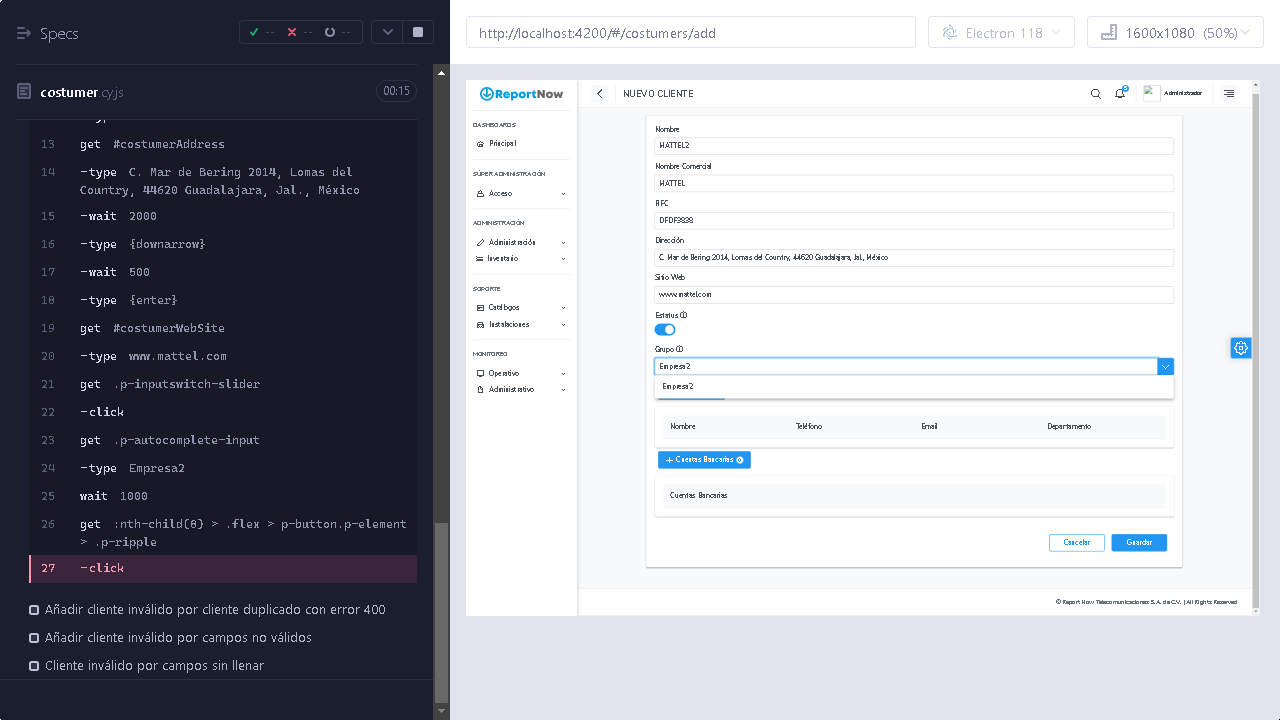 Specs
-- -- --
costumer.cy.js 00:15
13 get #costumerAddress
14 -type C. Mar de Bering 2014, Lomas del
Country, 44620 Guadalajara, Jal., México
15 -wait 2000
16 -type {downarrow}
17 -wait 500
18 -type {enter}
19 get #costumerWebSite
20 -type www.mattel.com
21 get .p-inputswitch-slider
22 -click
23 get .p-autocomplete-input
24 -type Empresa2
25 wait 1000
26 get :nth-child(8) > .flex > p-button.p-element
> .p-ripple
27 -click
Añadir cliente inválido por cliente duplicado con error 400
Añadir cliente inválido por campos no válidos
Cliente inválido por campos sin llenar
http://localhost:4200/#/costumers/add
Electron 118
1600x1080 (50%)
ReportNow
DASHBOARDS
Principal
SÚPER ADMINISTRACIÓN
Acceso
ADMINISTRACIÓN
Administración
Inventario
SOPORTE
Catálogos
Instalaciones
MONITOREO
Operativo
Administrativo
NUEVO CLIENTE
Administrador
Nombre
MATTEL2
Nombre Comercial
MATTEL
RFC
DFDF3838
Dirección
C. Mar de Bering 2014, Lomas del Country, 44620 Guadalajara, Jal., México
Sitio Web
www.mattel.com
Estatus
Grupo
Empresa2
Empresa2
Nombre Teléfono Email Departamento
+ Cuentas Bancarias
Cuentas Bancarias
Cancelar Guardar
© Report Now Telecomunicaciones S.A. de C.V. | All Rights Reserved